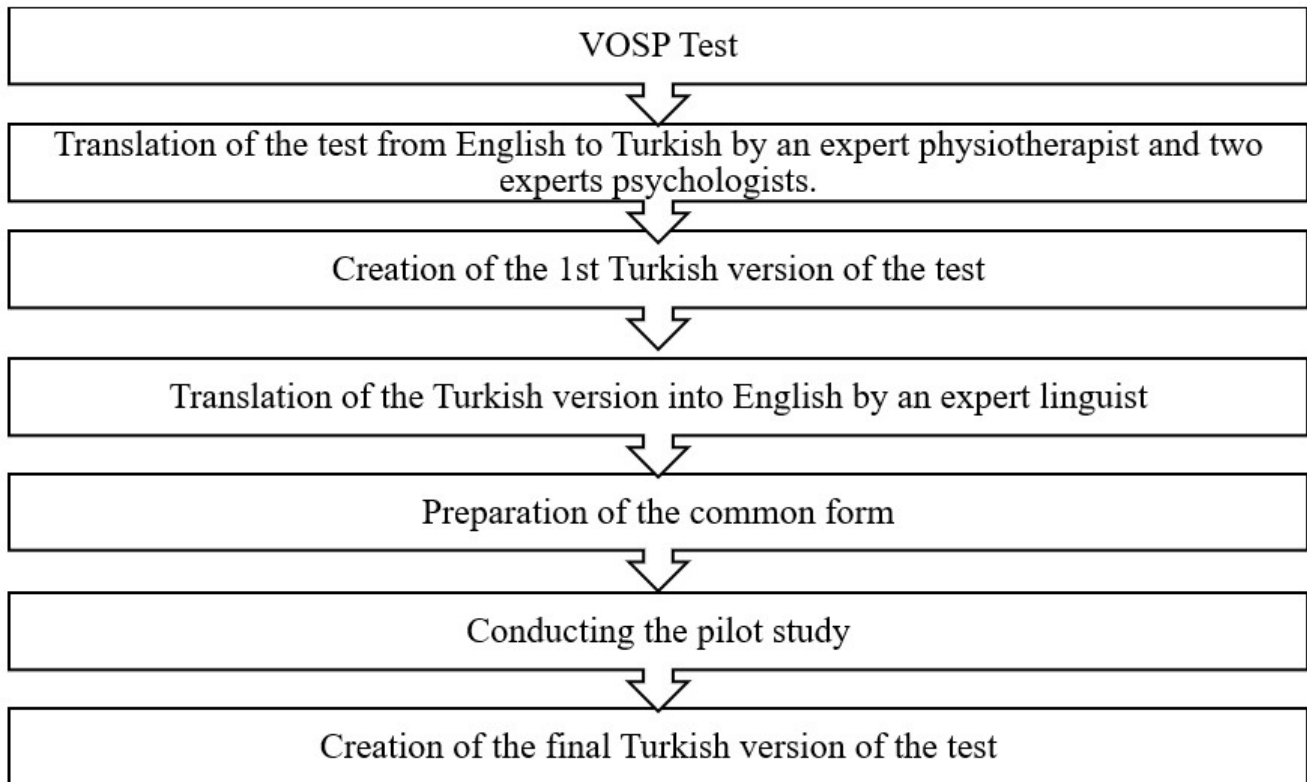 VOSP Test
Translation of the test from English to Turkish by an expert physiotherapist and two
experts psychologists.
Creation of the 1st Turkish version of the test
Translation of the Turkish version into English by an expert linguist
Preparation of the common form
Conducting the pilot study
Creation of the final Turkish version of the test